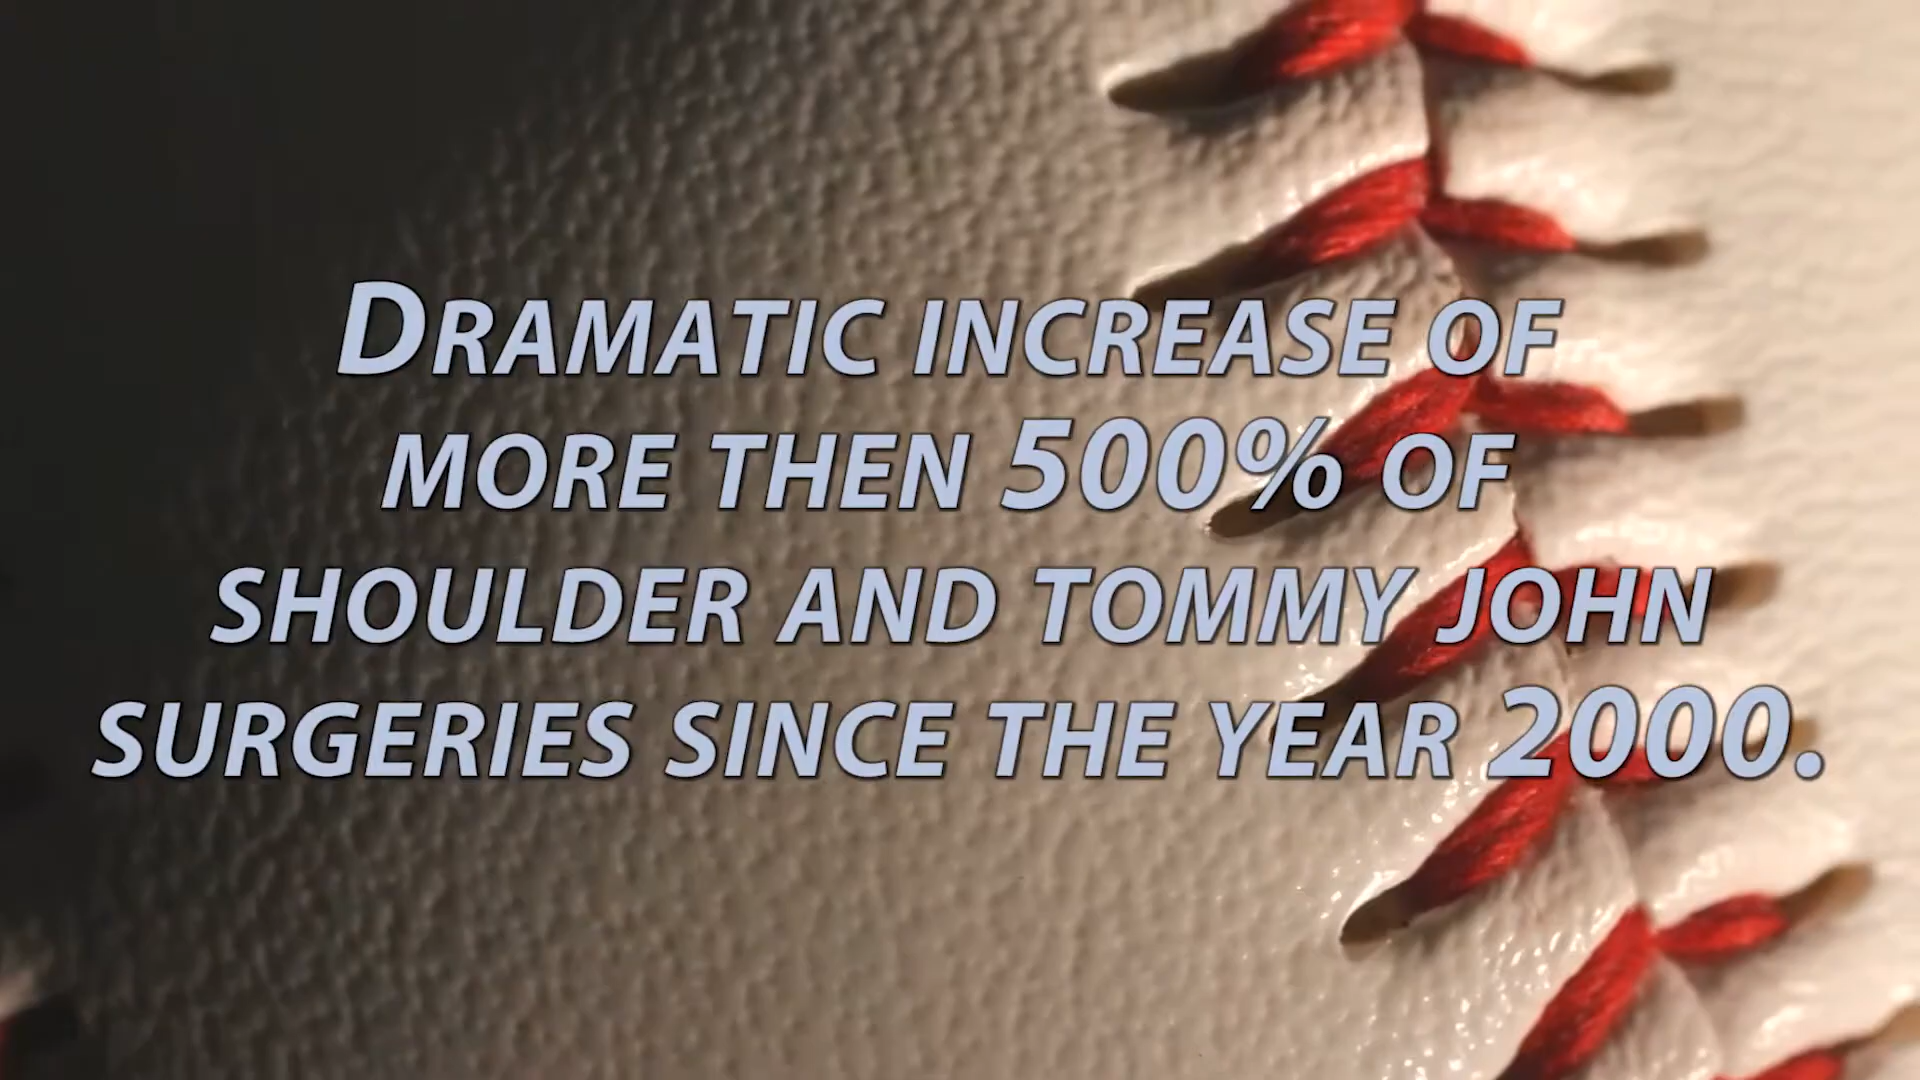 Dramatic increase of
more then 500% of
shoulder and tommy john
surgeries since the year 2000.